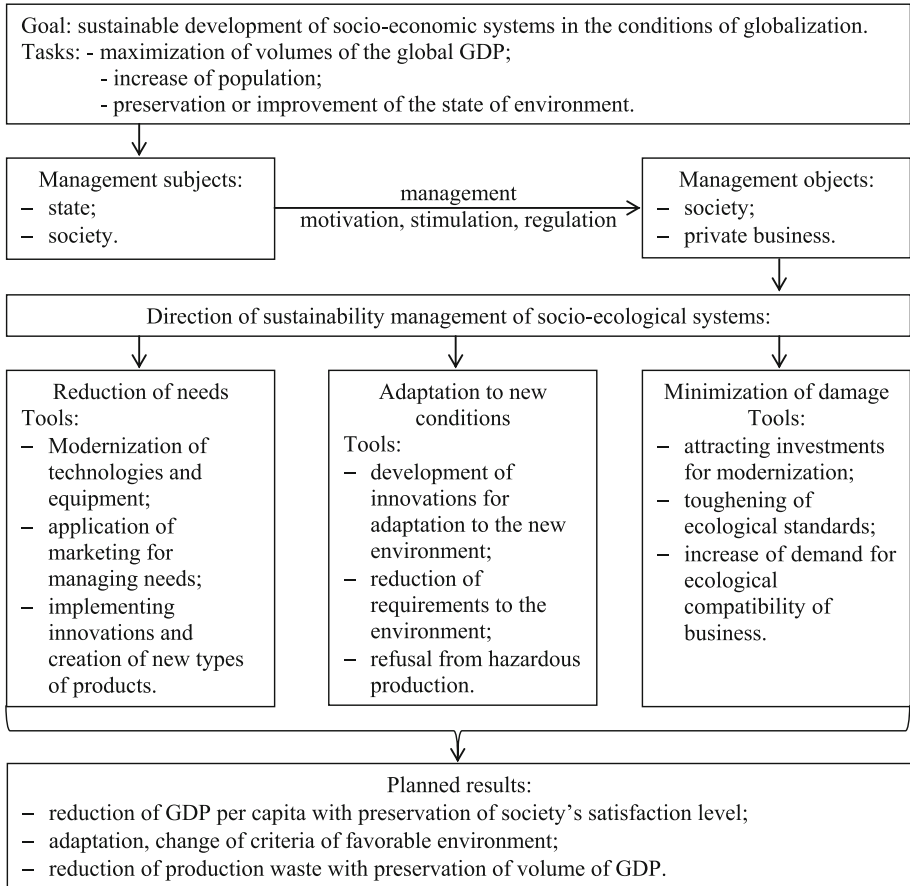 Goal: sustainable development of socio-economic systems in the conditions of globalization.
Tasks: - maximization of volumes of the global GDP;
- increase of population;
- preservation or improvement of the state of environment.
Management subjects:
– state;
– society.
management
motivation, stimulation, regulation
Management objects:
– society;
– private business.
Direction of sustainability management of socio-ecological systems:
Reduction of needs
Tools:
– Modernization of
technologies and
equipment;
– application of
marketing for
managing needs;
– implementing
innovations and
creation of new types
of products.
Adaptation to new
conditions
Tools:
– development of
innovations for
adaptation to the new
environment;
– reduction of
requirements to the
environment;
– refusal from hazardous
production.
Minimization of damage
Tools:
– attracting investments
for modernization;
– toughening of
ecological standards;
– increase of demand for
ecological
compatibility of
business.
Planned results:
– reduction of GDP per capita with preservation of society’s satisfaction level;
– adaptation, change of criteria of favorable environment;
– reduction of production waste with preservation of volume of GDP.